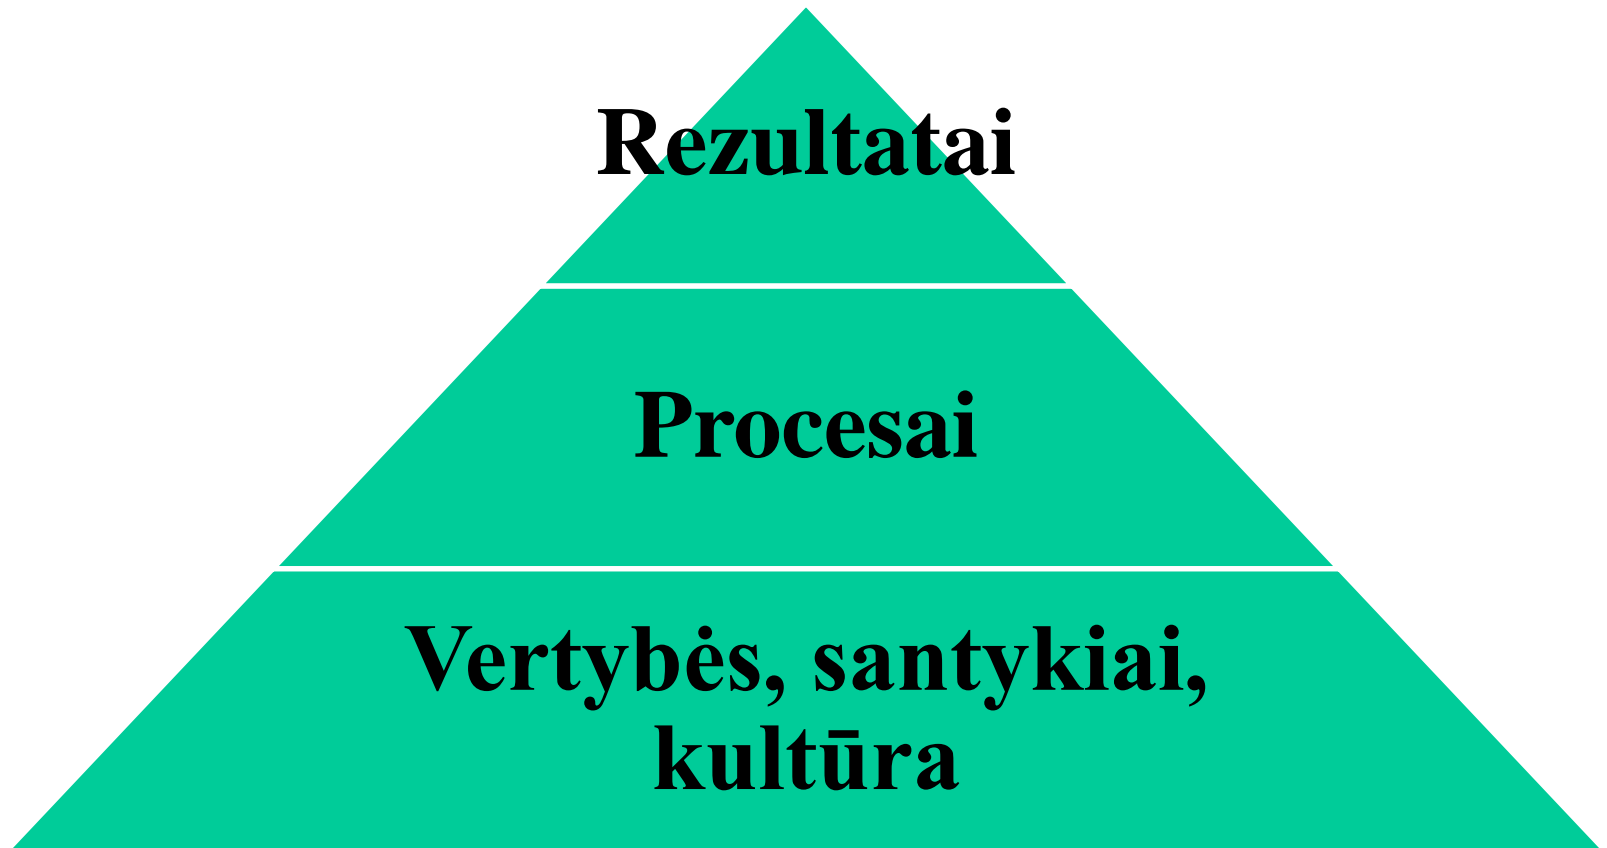 Rezultatai
Procesai
Vertybės, santykiai,
kultūra